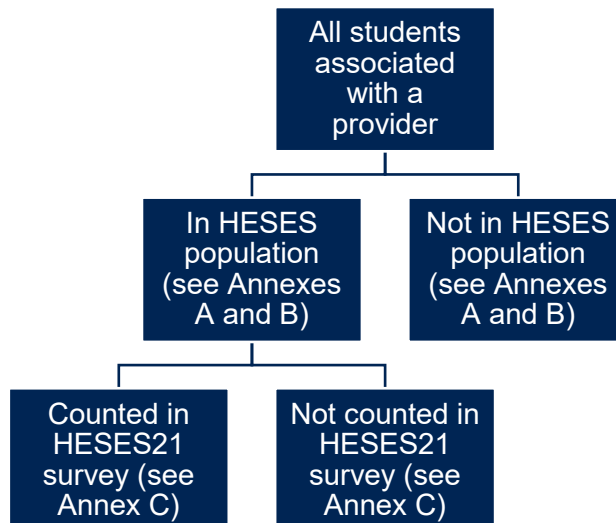 All students
associated
with a
provider
In HESES
population
(see Annexes
A and B)
Not in HESES
population
(see Annexes
A and B)
Counted in
HESES21
survey (see
Annex C)
Not counted in
HESES21
survey (see
Annex C)